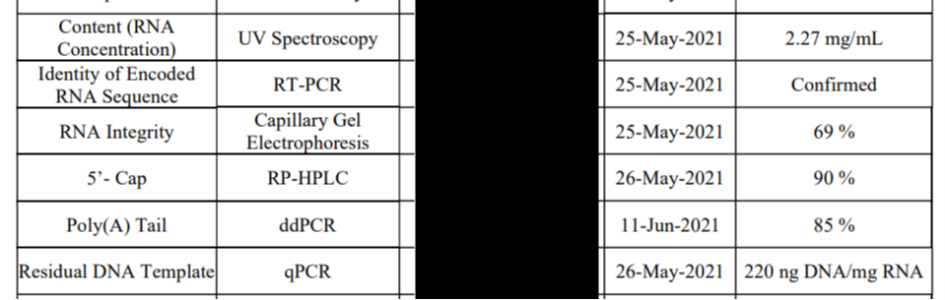 Content (RNA
Concentration) UV Spectroscopy 25-May-2021 2.27 mg/mL
Identity of Encoded
RNA Sequence RT-PCR 25-May-2021 Confirmed
RNA Integrity Capillary Gel
Electrophoresis 25-May-2021 69 %
5’- Cap RP-HPLC 26-May-2021 90 %
Poly(A) Tail ddPCR 11-Jun-2021 85 %
Residual DNA Template qPCR 26-May-2021 220 ng DNA/mg RNA